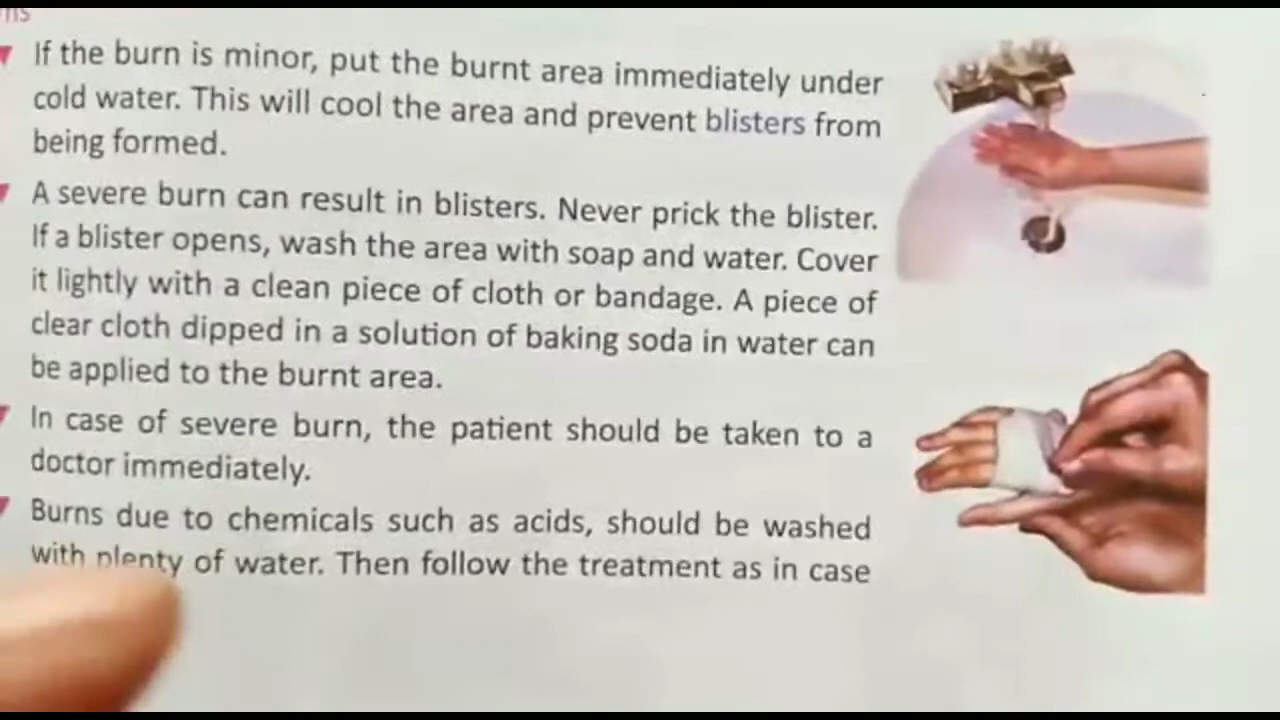 If the burn is minor, put the burnt area immediately under
cold water. This will cool the area and prevent blisters from
being formed.
A severe burn can result in blisters. Never prick the blister.
If a blister opens, wash the area with soap and water. Cover
it lightly with a clean piece of cloth or bandage. A piece of
clear cloth dipped in a solution of baking soda in water can
be applied to the burnt area.
In case of severe burn, the patient should be taken to a
doctor immediately.
Burns due to chemicals such as acids, should be washed
with plenty of water. Then follow the treatment as in case